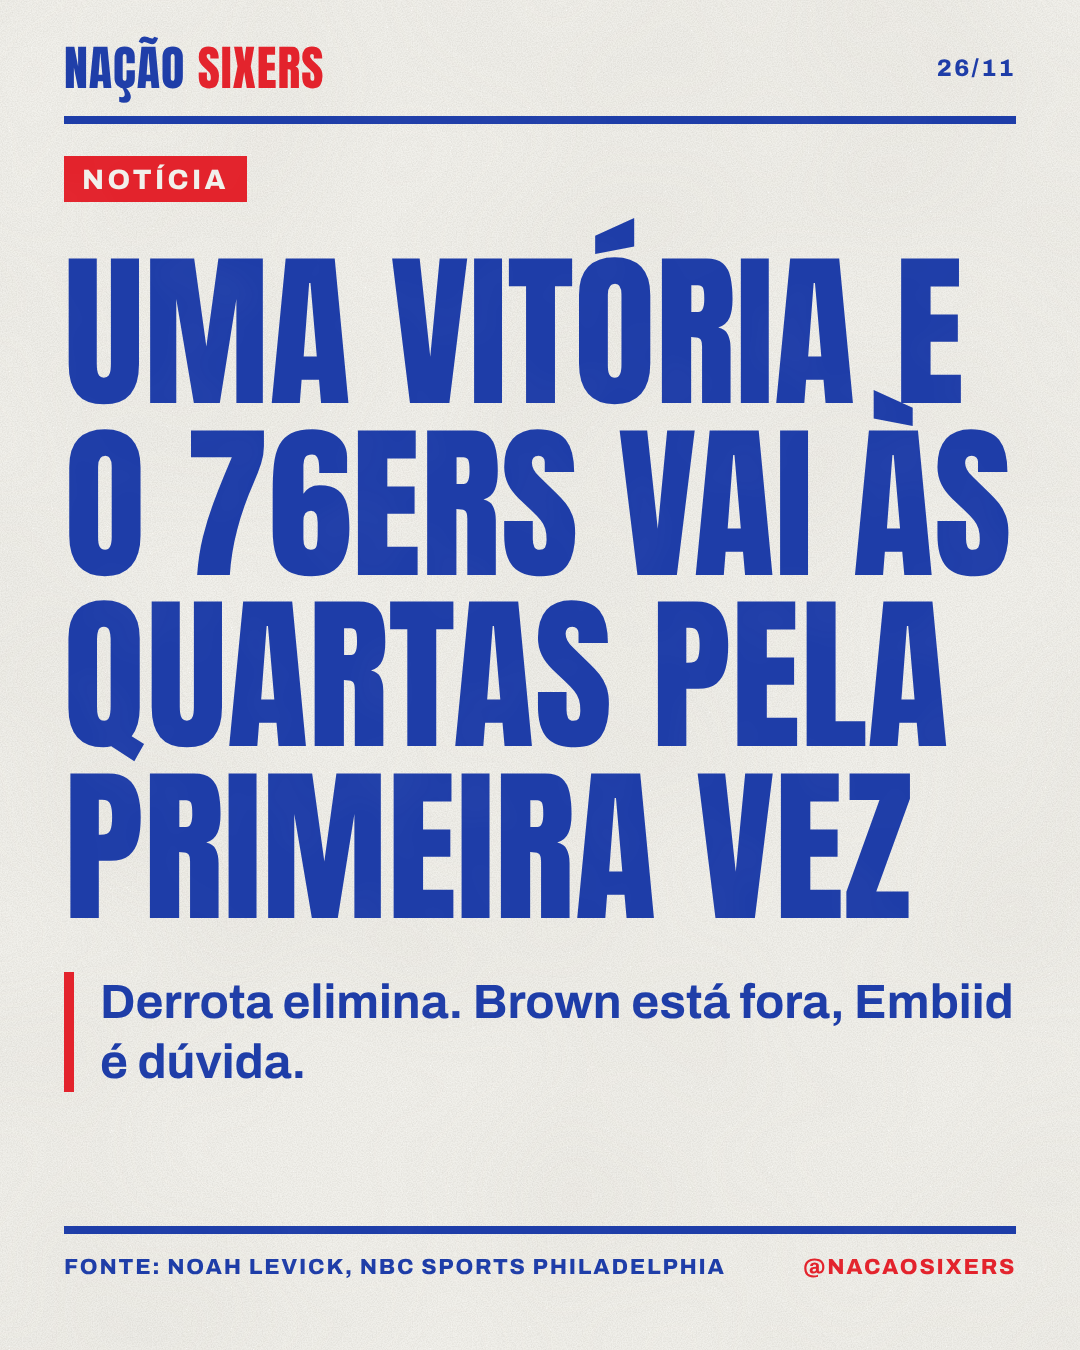 NAÇÃO SIXERS
26/11
NOTÍCIA
UMA VITÓRIA E
O 76ERS VAI ÀS
QUARTAS PELA
PRIMEIRA VEZ
Derrota elimina. Brown está fora, Embiid
é dúvida.
FONTE: NOAH LEVICK, NBC SPORTS PHILADELPHIA
@NACAOSIXERS